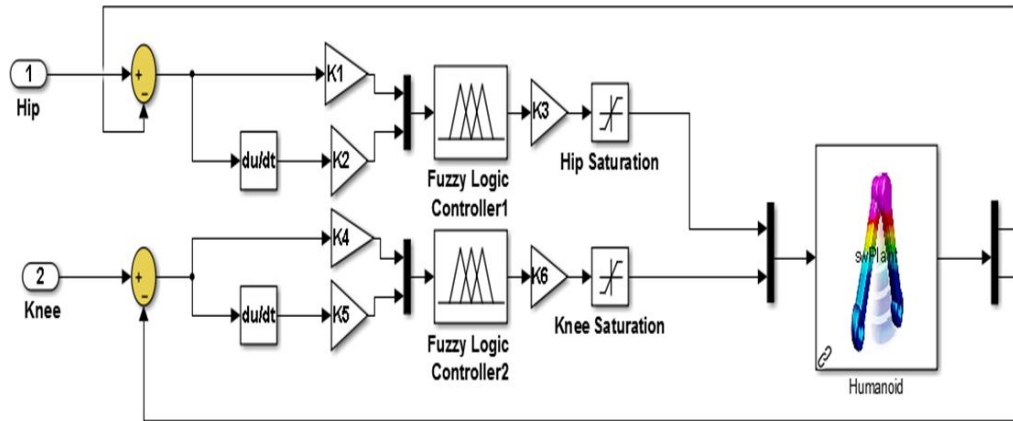 1
Hip
+
−
K1
du/dt
K2
Fuzzy Logic
Controller1
K3
Hip Saturation
2
Knee
+
−
K4
du/dt
K5
Fuzzy Logic
Controller2
K6
Knee Saturation
swPlant
Humanoid